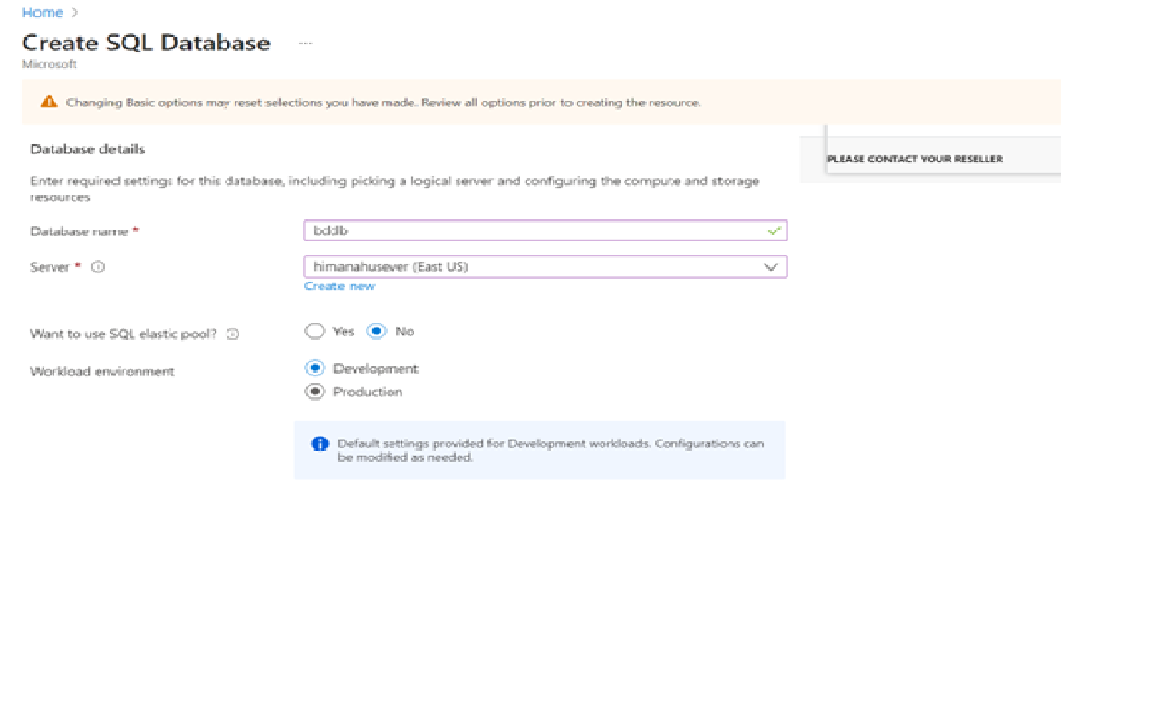 Home >
Create SQL Database ...
Microsoft
Changing Basic options may reset selections you have made. Review all options prior to creating the resource.
Database details
PLEASE CONTACT YOUR RESELLER
Enter required settings for this database, including picking a logical server and configuring the compute and storage
resources
Database name *
bddb
Server *
himanahusever (East US)
Create new
Want to use SQL elastic pool?
Yes No
Workload environment
Development
Production
Default settings provided for Development workloads. Configurations can
be modified as needed.